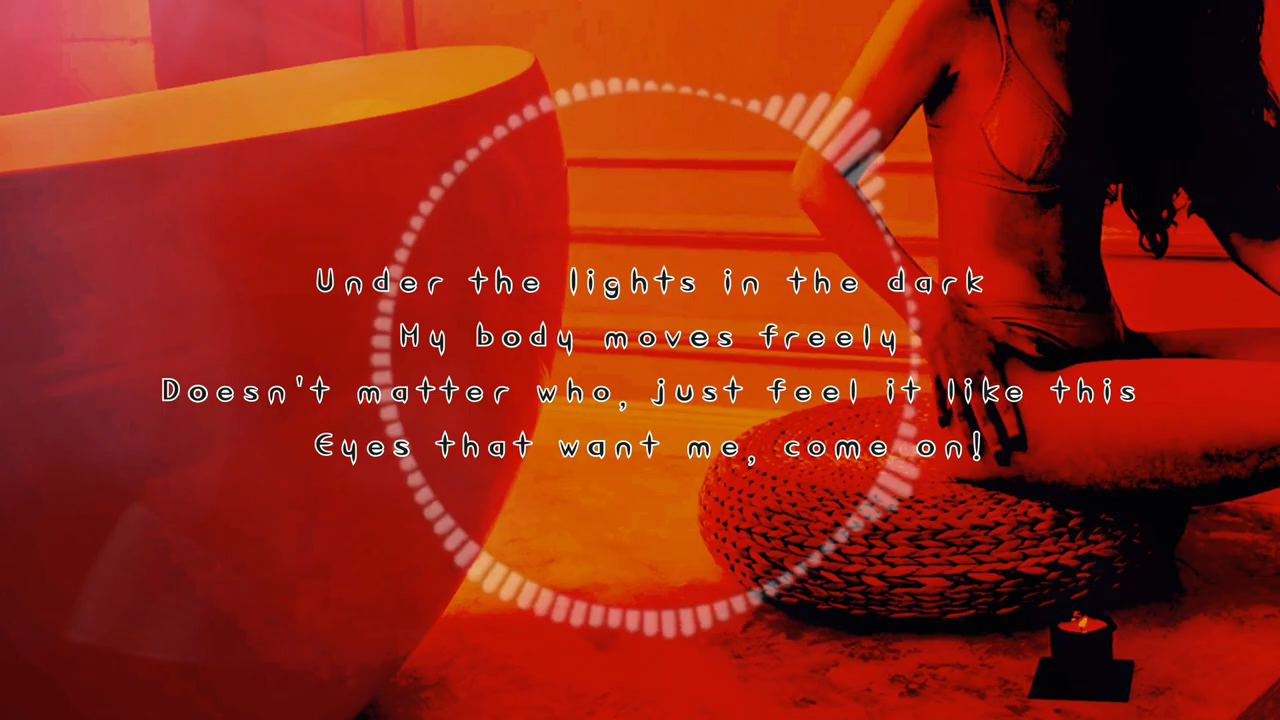 Under the lights in the dark
My body moves freely
Doesn't matter who, just feel it like this
Eyes that want me, come on!